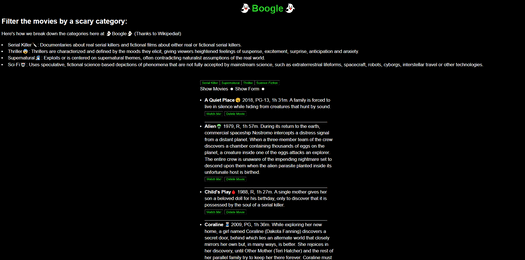 👻 Boogle 👻
Filter the movies by a scary category:
Here's how we break down the categories here at 👻Boogle👻 (Thanks to Wikipedia!)
• Serial Killer🔪: Documentaries about real serial killers and fictional films about either real or fictional serial killers.
• Thriller😱: Thrillers are characterized and defined by the moods they elicit, giving viewers heightened feelings of suspense, excitement, surprise, anticipation and anxiety
• Supernatural: Exploits or is centered on supernatural themes, often contradicting naturalisms of the real world.
• Sci-Fi👽: Uses speculative, fictional science-based depictions of phenomena that are not fully accepted by mainstream science, such as extraterrestrial lifeforms, spacecraft, robots, cyborgs, interstellar travel or other technologies.
Serial Killer Supernatural Thriller Science Fiction
Show Movies Show Form
• A Quiet Place 2018, PG-13, 1h 31m: A family is forced to
live in silence while hiding from creatures that hunt by sound
Watch Film Delete Movie
• Alien👽 1979, R, 1h 57m: During its return to the earth,
commercial spaceship Nostromo intercepts a distress signal
from a distant planet. When a three-member team of the crew
discovers a chamber containing thousands of eggs on the
planet, a creature inside one of the eggs attacks an explorer.
The entire crew is unaware of the impending nightmare set to
descend upon them when the alien parasite planted inside its
unfortunate host is birthed.
Watch Film Delete Movie
• Child's Play 1988, R, 1h 27m: A single mother gives her
son a beloved doll for his birthday, only to discover that it is
possessed by the soul of a serial killer.
Watch Film Delete Movie
• Coraline 2009, PG, 1h 36m: While exploring her new
home, a girl named Coraline (Dakota Fanning) discovers a
secret door, behind which lies an alternate world that closely
mirrors her own but, in many ways, is better. She rejoices in
her discovery, until Other Mother (Teri Hatcher) and the rest of
her parallel family try to keep her there forever. Coraline must